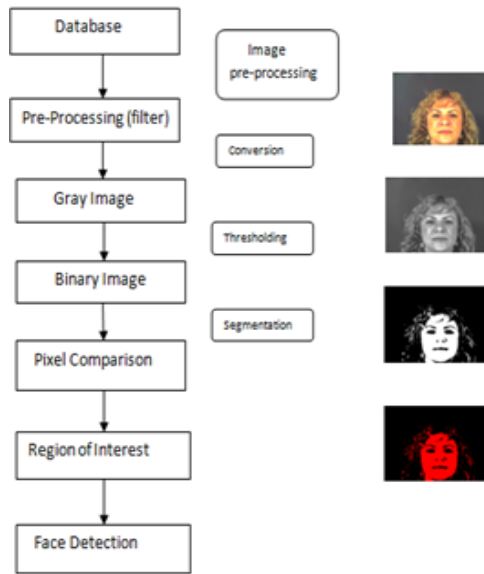 Database
Image
pre-processing
Pre-Processing (filter)
Conversion
Gray Image
Thresholding
Binary Image
Segmentation
Pixel Comparison
Region of Interest
Face Detection